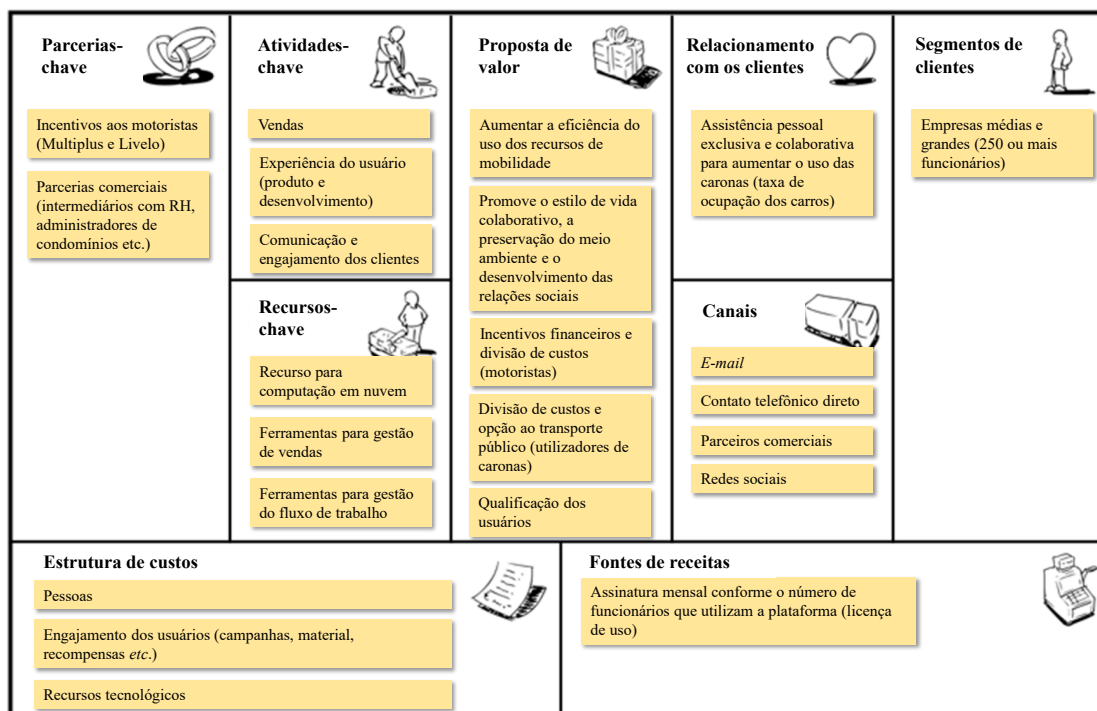 Parcerias-
chave
Incentivos aos motoristas
(Multiplus e Livelo)
Parcerias comerciais
(intermediários com RH,
administradores de
condomínios etc.)
Atividades-
chave
Vendas
Experiência do usuário
(produto e
desenvolvimento)
Comunicação e
engajamento dos clientes
Recursos-
chave
Recurso para
computação em nuvem
Ferramentas para gestão
de vendas
Ferramentas para gestão
do fluxo de trabalho
Proposta de
valor
Aumentar a eficiência do
uso dos recursos de
mobilidade
Promove o estilo de vida
colaborativo, a
preservação do meio
ambiente e o
desenvolvimento das
relações sociais
Incentivos financeiros e
divisão de custos
(motoristas)
Divisão de custos e
opção ao transporte
público (utilizadores de
caronas)
Qualificação dos
usuários
Relacionamento
com os clientes
Assistência pessoal
exclusiva e colaborativa
para aumentar o uso das
caronas (taxa de
ocupação dos carros)
Canais
E-mail
Contato telefônico direto
Parceiros comerciais
Redes sociais
Segmentos de
clientes
Empresas médias e
grandes (250 ou mais
funcionários)
Estrutura de custos
Pessoas
Engajamento dos usuários (campanhas, material,
recompensas etc.)
Recursos tecnológicos
Fontes de receitas
Assinatura mensal conforme o número de
funcionários que utilizam a plataforma (licença
de uso)